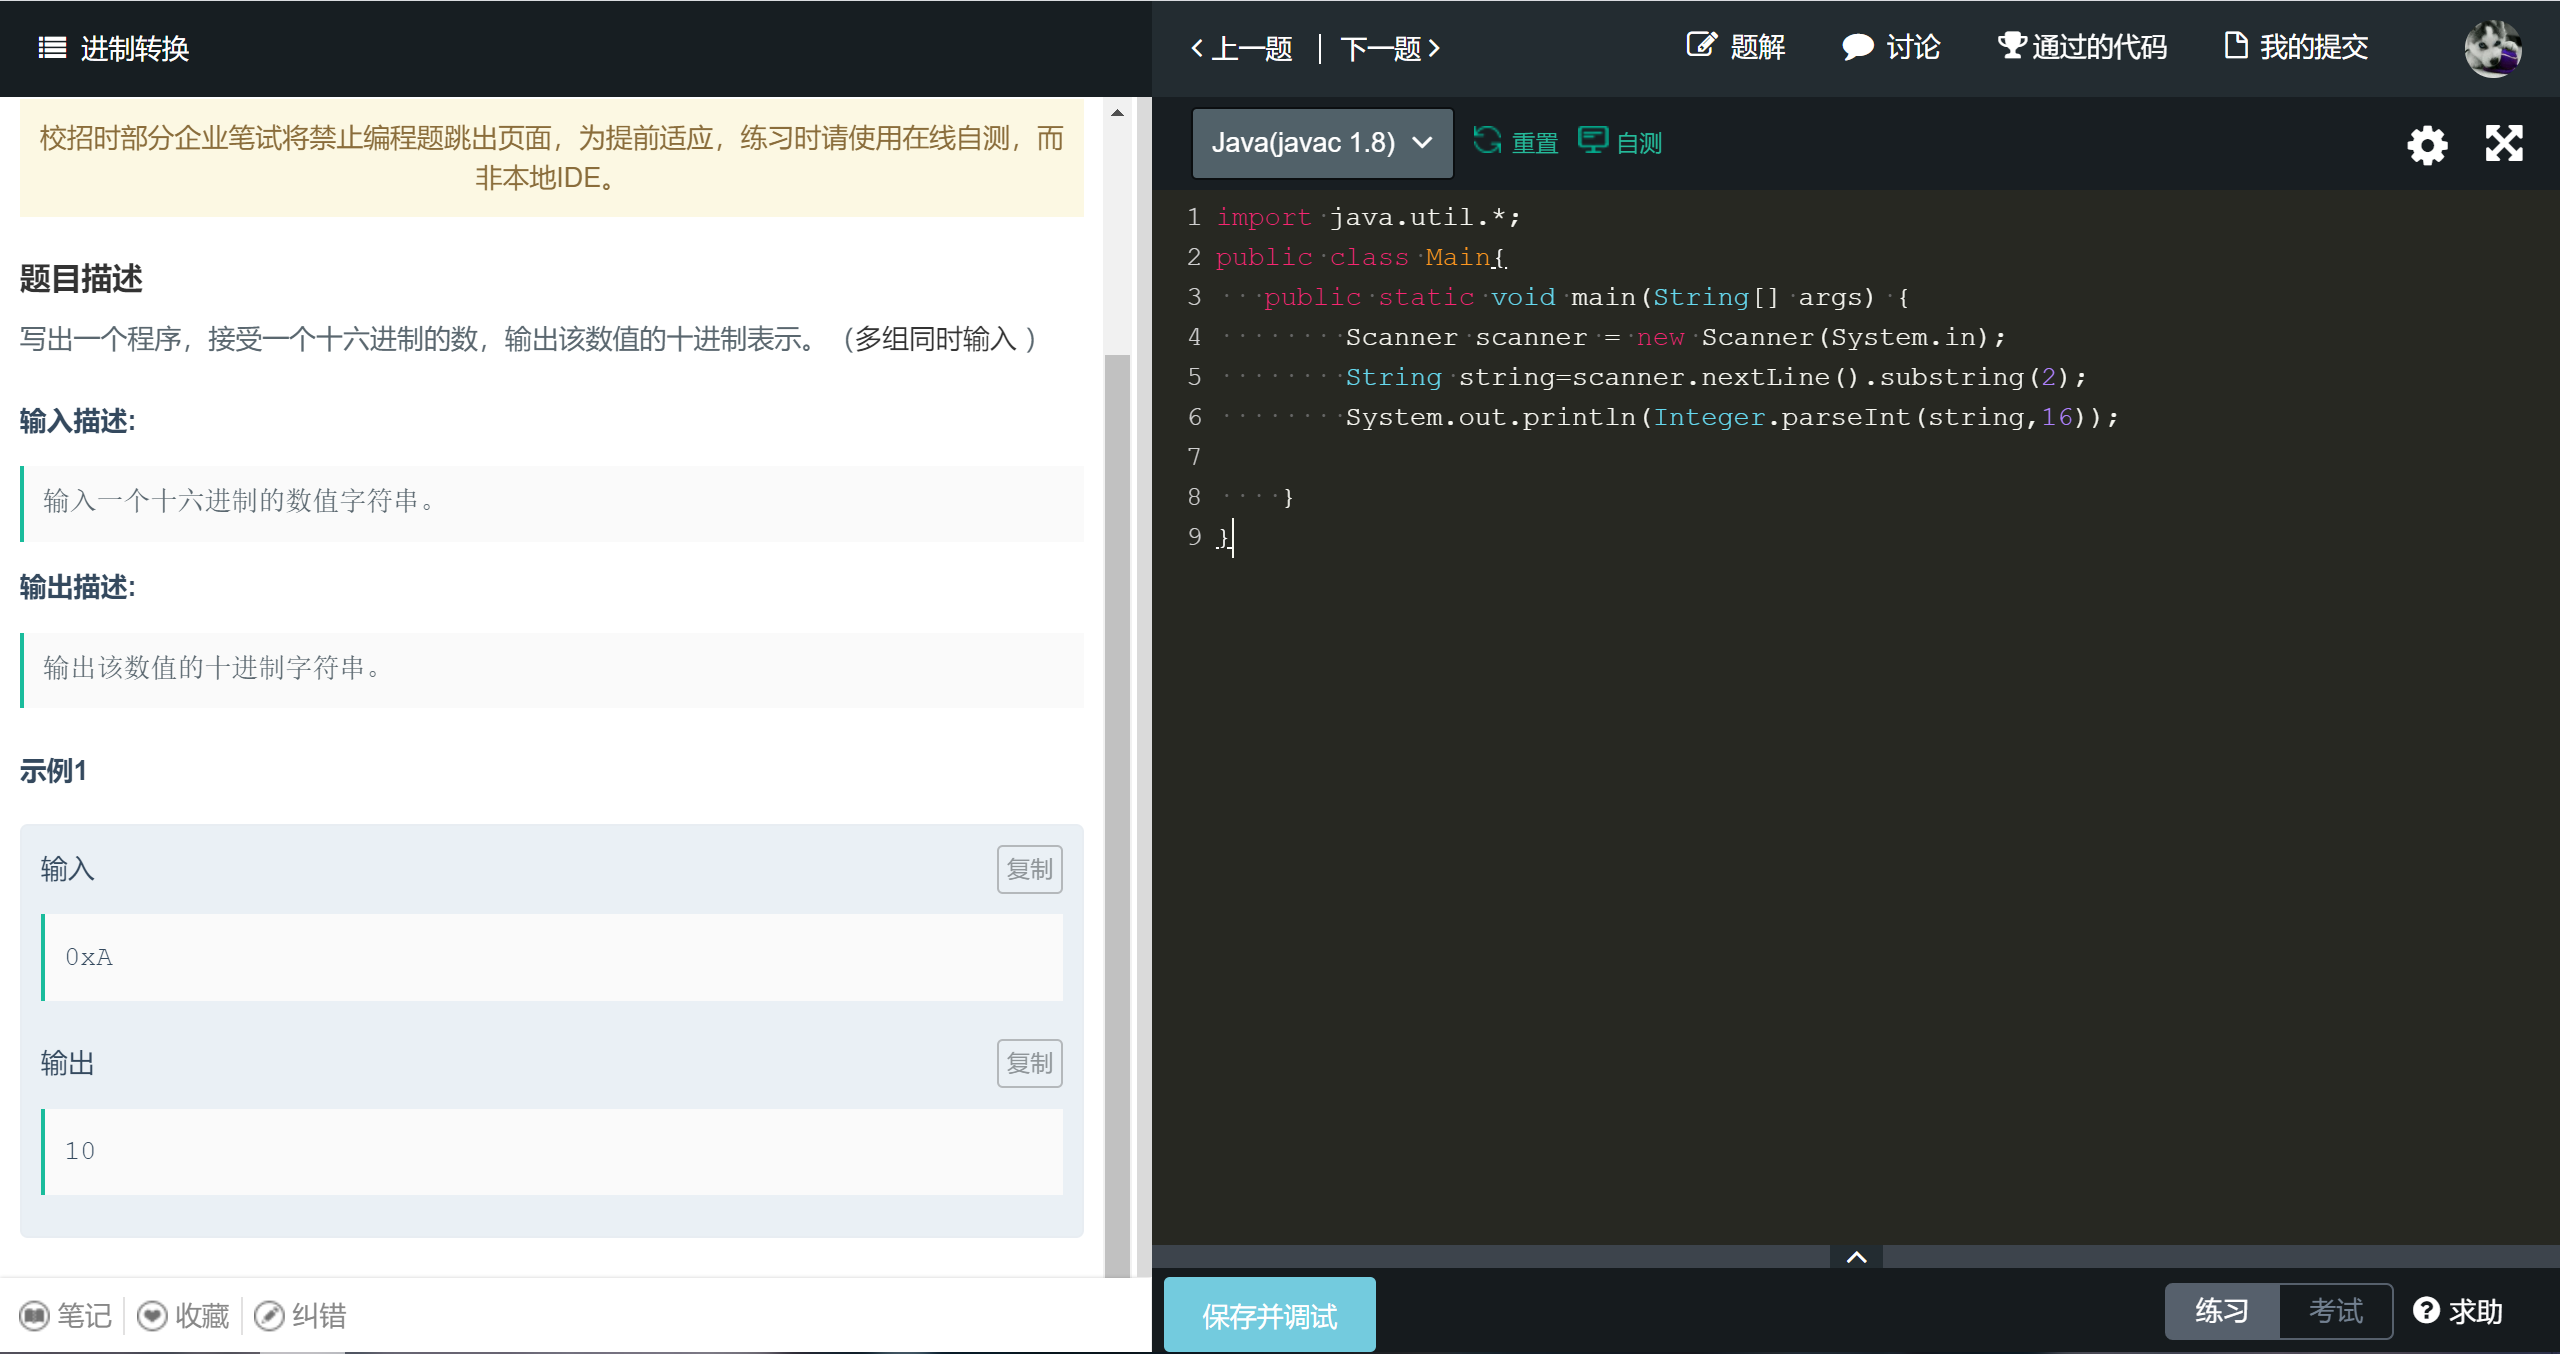 进制转换
上一题 | 下一题
题解
讨论
通过的代码
我的提交
校招时部分企业笔试将禁止编程题跳出页面，为提前适应，练习时请使用在线自测，而
非本地IDE。
题目描述
写出一个程序，接受一个十六进制的数，输出该数值的十进制表示。（多组同时输入 ）
输入描述:
输入一个十六进制的数值字符串。
输出描述:
输出该数值的十进制字符串。
示例1
输入
复制
0xA
输出
复制
10
笔记
收藏
纠错
Java(javac 1.8)
重置
自测
1 import java.util.*;
2 public class Main{
3    public static void main(String[] args) {
4         Scanner scanner = new Scanner(System.in);
5         String string=scanner.nextLine().substring(2);
6         System.out.println(Integer.parseInt(string,16));
7
8     }
9 }
保存并调试
练习
考试
求助